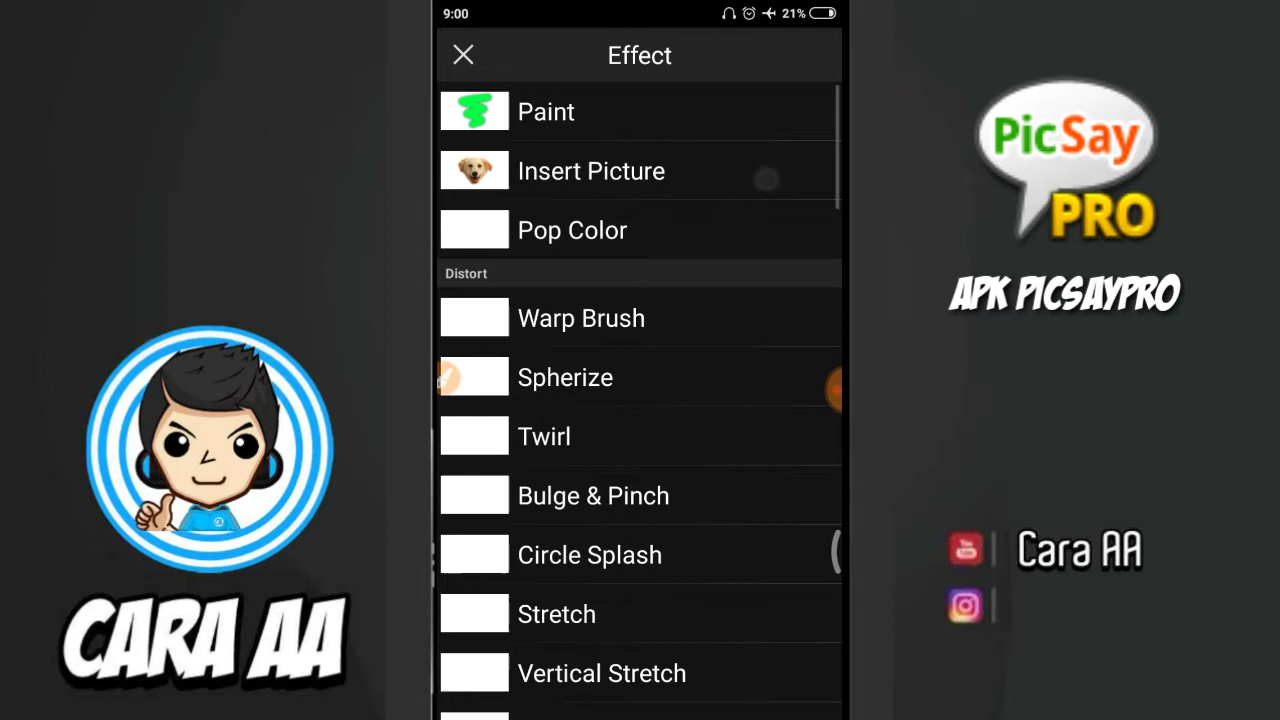 9:00
21%
Effect
Paint
Insert Picture
Pop Color
Distort
Warp Brush
Spherize
Twirl
Bulge & Pinch
Circle Splash
Stretch
Vertical Stretch
CARA AA
PicSay
PRO
APK PICSAYPRO
Cara AA